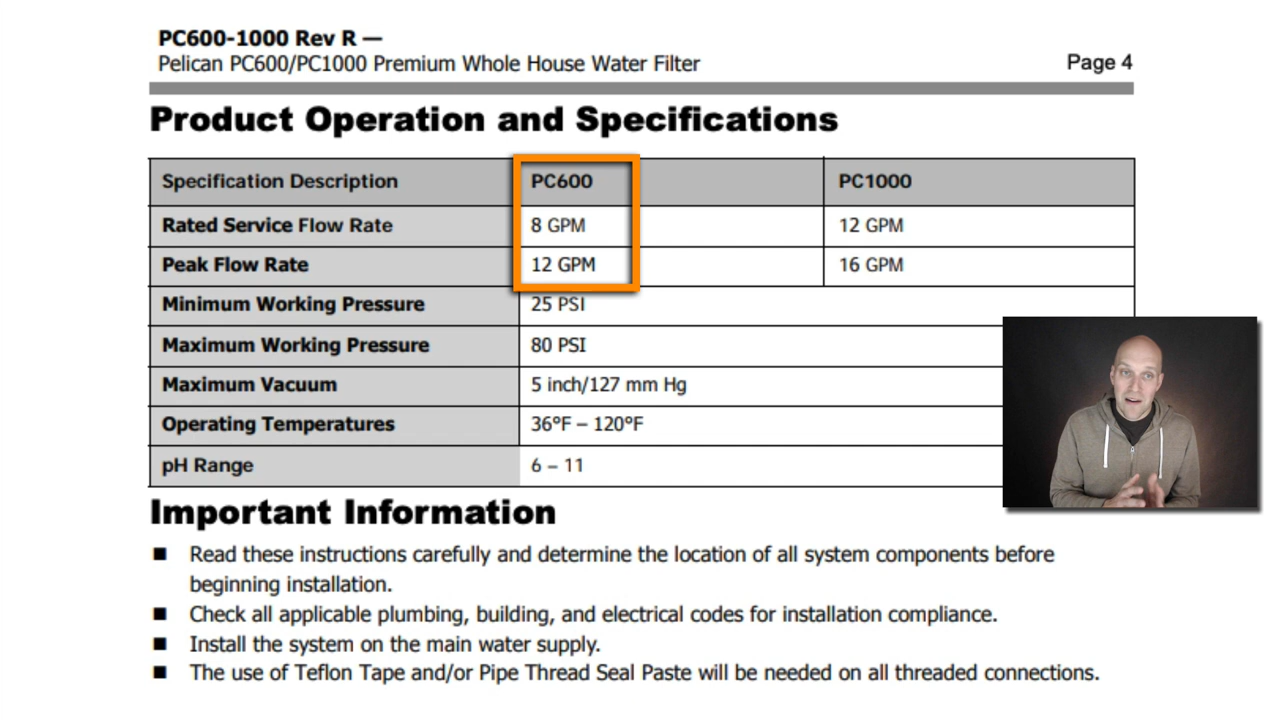 PC600-1000 Rev R —
Pelican PC600/PC1000 Premium Whole House Water Filter
Page 4
Product Operation and Specifications
Specification Description PC600 PC1000
Rated Service Flow Rate 8 GPM 12 GPM
Peak Flow Rate 12 GPM 16 GPM
Minimum Working Pressure 25 PSI
Maximum Working Pressure 80 PSI
Maximum Vacuum 5 inch/127 mm Hg
Operating Temperatures 36°F – 120°F
pH Range 6 – 11
Important Information
■ Read these instructions carefully and determine the location of all system components before
beginning installation.
■ Check all applicable plumbing, building, and electrical codes for installation compliance.
■ Install the system on the main water supply.
■ The use of Teflon Tape and/or Pipe Thread Seal Paste will be needed on all threaded connections.